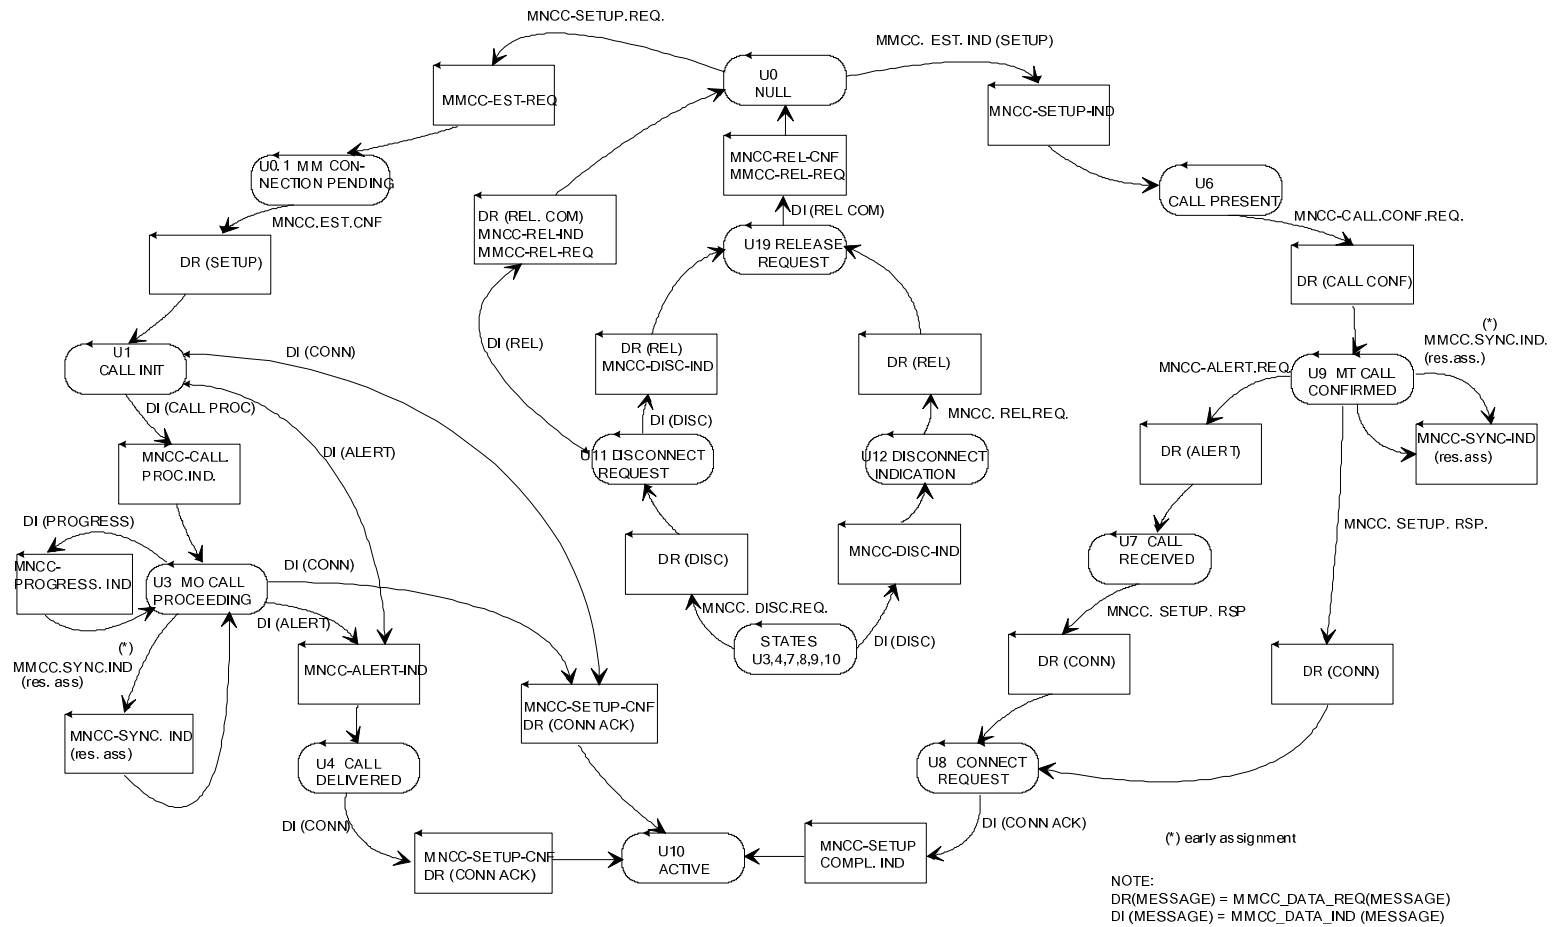 MNCC-SETUP.REQ.
MMCC. EST. IND (SETUP)
U0
NULL
MMCC-EST-REQ
MNCC-SETUP-IND
U0.1 MM CON-
NECTION PENDING
MNCC-REL-CNF
MMCC-REL-REQ
U6
CALL PRESENT
MNCC.EST.CNF
DR (REL. COM)
MNCC-REL-IND
MMCC-REL-REQ
DI (REL COM)
MNCC-CALL.CONF.REQ.
DR (SETUP)
U19 RELEASE
REQUEST
DR (CALL CONF)
U1
CALL INIT
DI (CONN)
DI (REL)
DR (REL)
MNCC-DISC-IND
DR (REL)
(*)
MMCC.SYNC.IND.
(res.ass.)
MNCC-ALERT.REQ.
U9 MT CALL
CONFIRMED
DI (CALL PROC)
DI (DISC)
MNCC. REL.REQ.
MNCC-CALL.
PROC.IND.
DI (ALERT)
U11 DISCONNECT
REQUEST
U12 DISCONNECT
INDICATION
DR (ALERT)
MNCC-SYNC-IND
(res.ass)
DI (PROGRESS)
MNCC. SETUP. RSP.
MNCC-
PROGRESS. IND
U3 MO CALL
PROCEEDING
DI (CONN)
DR (DISC)
MNCC-DISC-IND
U7 CALL
RECEIVED
DI (ALERT)
MNCC. DISC.REQ.
STATES
U3,4,7,8,9,10
DI (DISC)
MNCC. SETUP. RSP
(*)
MMCC.SYNC.IND
(res. ass)
MNCC-ALERT-IND
DR (CONN)
DR (CONN)
MNCC-SYNC. IND
(res. ass)
MNCC-SETUP-CNF
DR (CONN ACK)
U4 CALL
DELIVERED
U8 CONNECT
REQUEST
DI (CONN)
DI (CONN ACK)
MNCC-SETUP-CNF
DR (CONN ACK)
U10
ACTIVE
MNCC-SETUP
COMPL. IND
(*) early assignment
NOTE:
DR(MESSAGE) = MMCC_DATA_REQ(MESSAGE)
DI (MESSAGE) = MMCC_DATA_IND (MESSAGE)